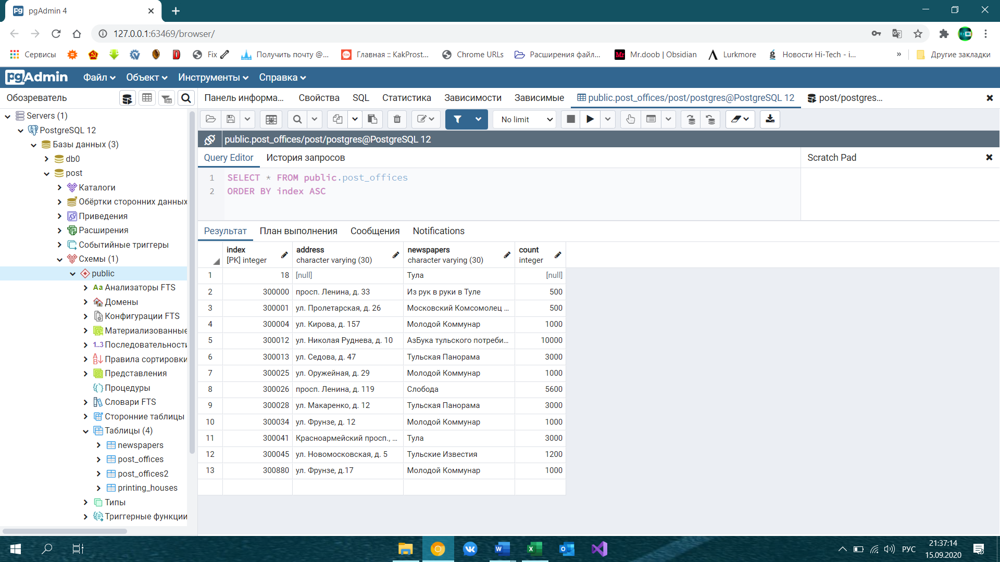 pgAdmin 4
127.0.0.1:63469/browser/
Сервисы Fix Получить почту @... Главная :: KakProst... Chrome URLs Расширения файл... Mr.doob | Obsidian Lurkmore Новости Hi-Tech - i... » Другие закладки
pgAdmin Файл Объект Инструменты Справка
Обозреватель
Панель информа... Свойства SQL Статистика Зависимости Зависимые public.post_offices/post/postgres@PostgreSQL 12 post/postgres...
No limit
public.post_offices/post/postgres@PostgreSQL 12
Query Editor История запросов
Scratch Pad
1 SELECT * FROM public.post_offices
2 ORDER BY index ASC
Servers (1)
PostgreSQL 12
Базы данных (3)
db0
post
Каталоги
Обёртки сторонних данных
Приведения
Расширения
Событийные триггеры
Схемы (1)
public
Анализаторы FTS
Домены
Конфигурации FTS
Материализованные
1..3 Последовательности
Правила сортировки
Представления
Процедуры
Словари FTS
Сторонние таблицы
Таблицы (4)
newspapers
post_offices
post_offices2
printing_houses
Типы
Триггерные функции
Результат План выполнения Сообщения Notifications
index address newspapers count
[PK] integer character varying (30) character varying (30) integer
1 18 [null] Тула [null]
2 300000 просп. Ленина, д. 33 Из рук в руки в Туле 500
3 300001 ул. Пролетарская, д. 26 Московский Комсомолец ... 500
4 300004 ул. Кирова, д. 157 Молодой Коммунар 1000
5 300012 ул. Николая Руднева, д. 10 АзБука тульского потреби... 10000
6 300013 ул. Седова, д. 47 Тульская Панорама 3000
7 300025 ул. Оружейная, д. 29 Молодой Коммунар 1000
8 300026 просп. Ленина, д. 119 Слобода 5600
9 300028 ул. Макаренко, д. 12 Тульская Панорама 3000
10 300034 ул. Фрунзе, д. 12 Молодой Коммунар 1000
11 300041 Красноармейский просп., ... Тула 3000
12 300045 ул. Новомосковская, д. 5 Тульские Известия 1200
13 300880 ул. Фрунзе, д.17 Молодой Коммунар 1000
РУС
21:37:14
15.09.2020